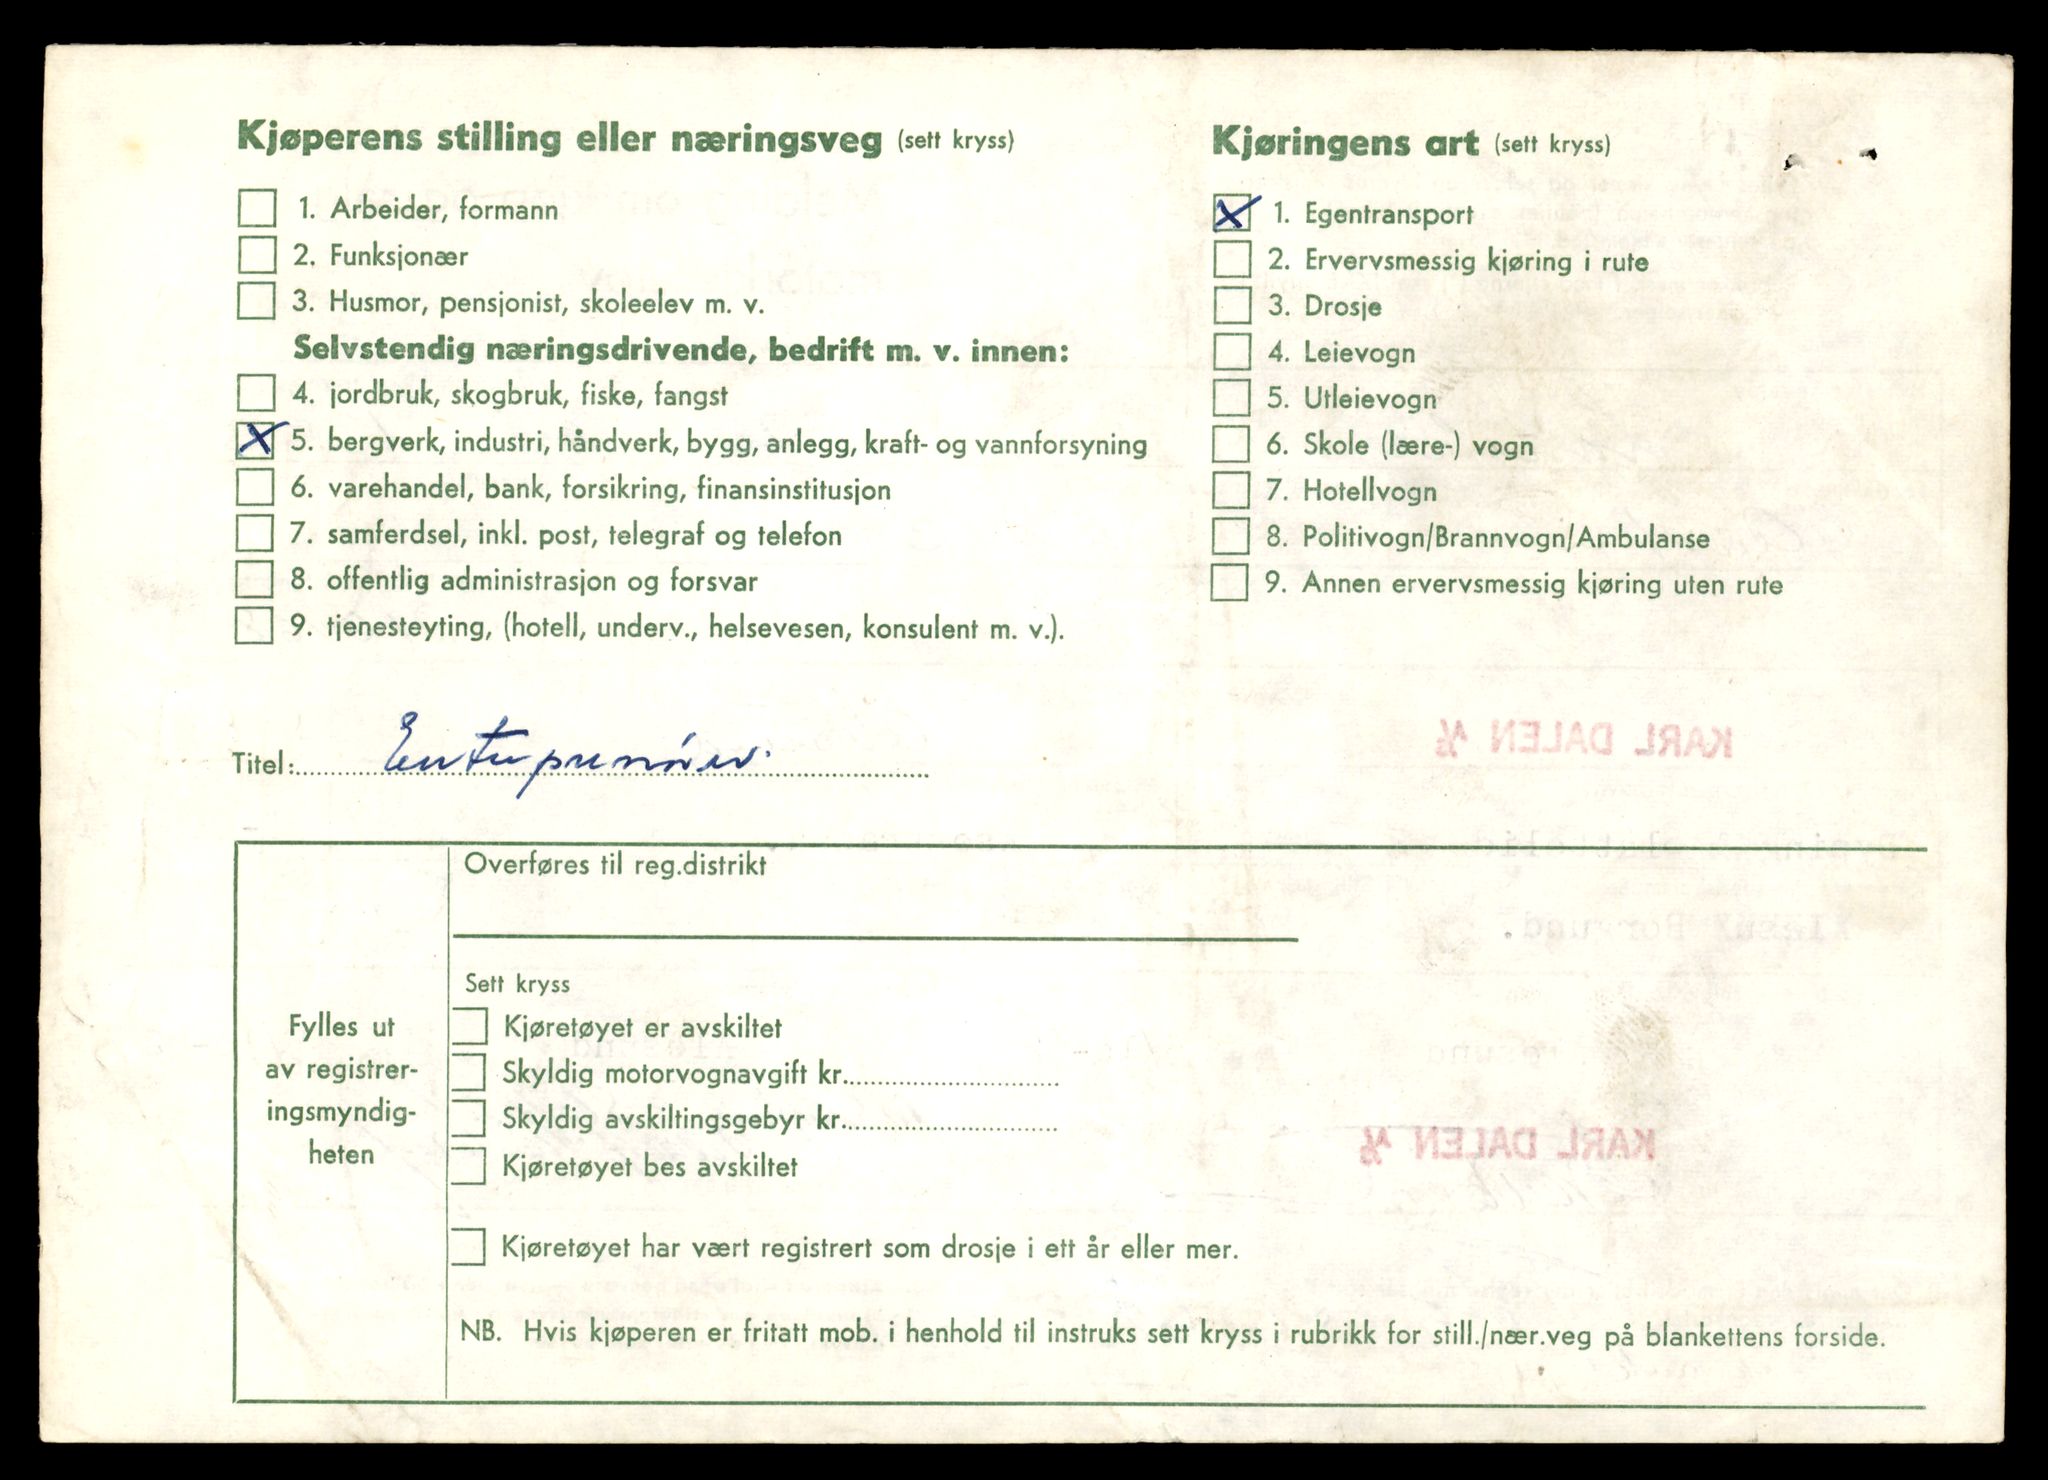 Kjøperens stilling eller næringsveg (sett kryss)
1. Arbeider, formann
2. Funksjonær
3. Husmor, pensjonist, skoleelev m. v.
Selvstendig næringsdrivende, bedrift m. v. innen:
4. jordbruk, skogbruk, fiske, fangst
5. bergverk, industri, håndverk, bygg, anlegg, kraft- og vannforsyning
6. varehandel, bank, forsikring, finansinstitusjon
7. samferdsel, inkl. post, telegraf og telefon
8. offentlig administrasjon og forsvar
9. tjenesteyting, (hotell, underv., helsevesen, konsulent m. v.).
Titel: Enterprenører
Kjøringens art (sett kryss)
1. Egentransport
2. Ervervsmessig kjøring i rute
3. Drosje
4. Leievogn
5. Utleievogn
6. Skole (lære-) vogn
7. Hotellvogn
8. Politivogn/Brannvogn/Ambulanse
9. Annen ervervsmessig kjøring uten rute
KARL DALEN A/S
Fylles ut
av registrer-
ingsmyndig-
heten
Overføres til reg.distrikt
Sett kryss
Kjøretøyet er avskiltet
Skyldig motorvognavgift kr.
Skyldig avskiltingsgebyr kr.
Kjøretøyet bes avskiltet
Kjøretøyet har vært registrert som drosje i ett år eller mer.
NB. Hvis kjøperen er fritatt mob. i henhold til instruks sett kryss i rubrikk for still./nær.veg på blankettens forside.
KARL DALEN A/S